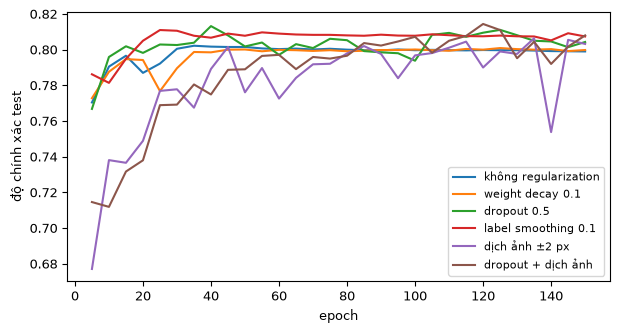 0.82
0.80
0.78
0.76
0.74
0.72
0.70
0.68
độ chính xác test
0
20
40
60
80
100
120
140
epoch
không regularization
weight decay 0.1
dropout 0.5
label smoothing 0.1
dịch ảnh ±2 px
dropout + dịch ảnh